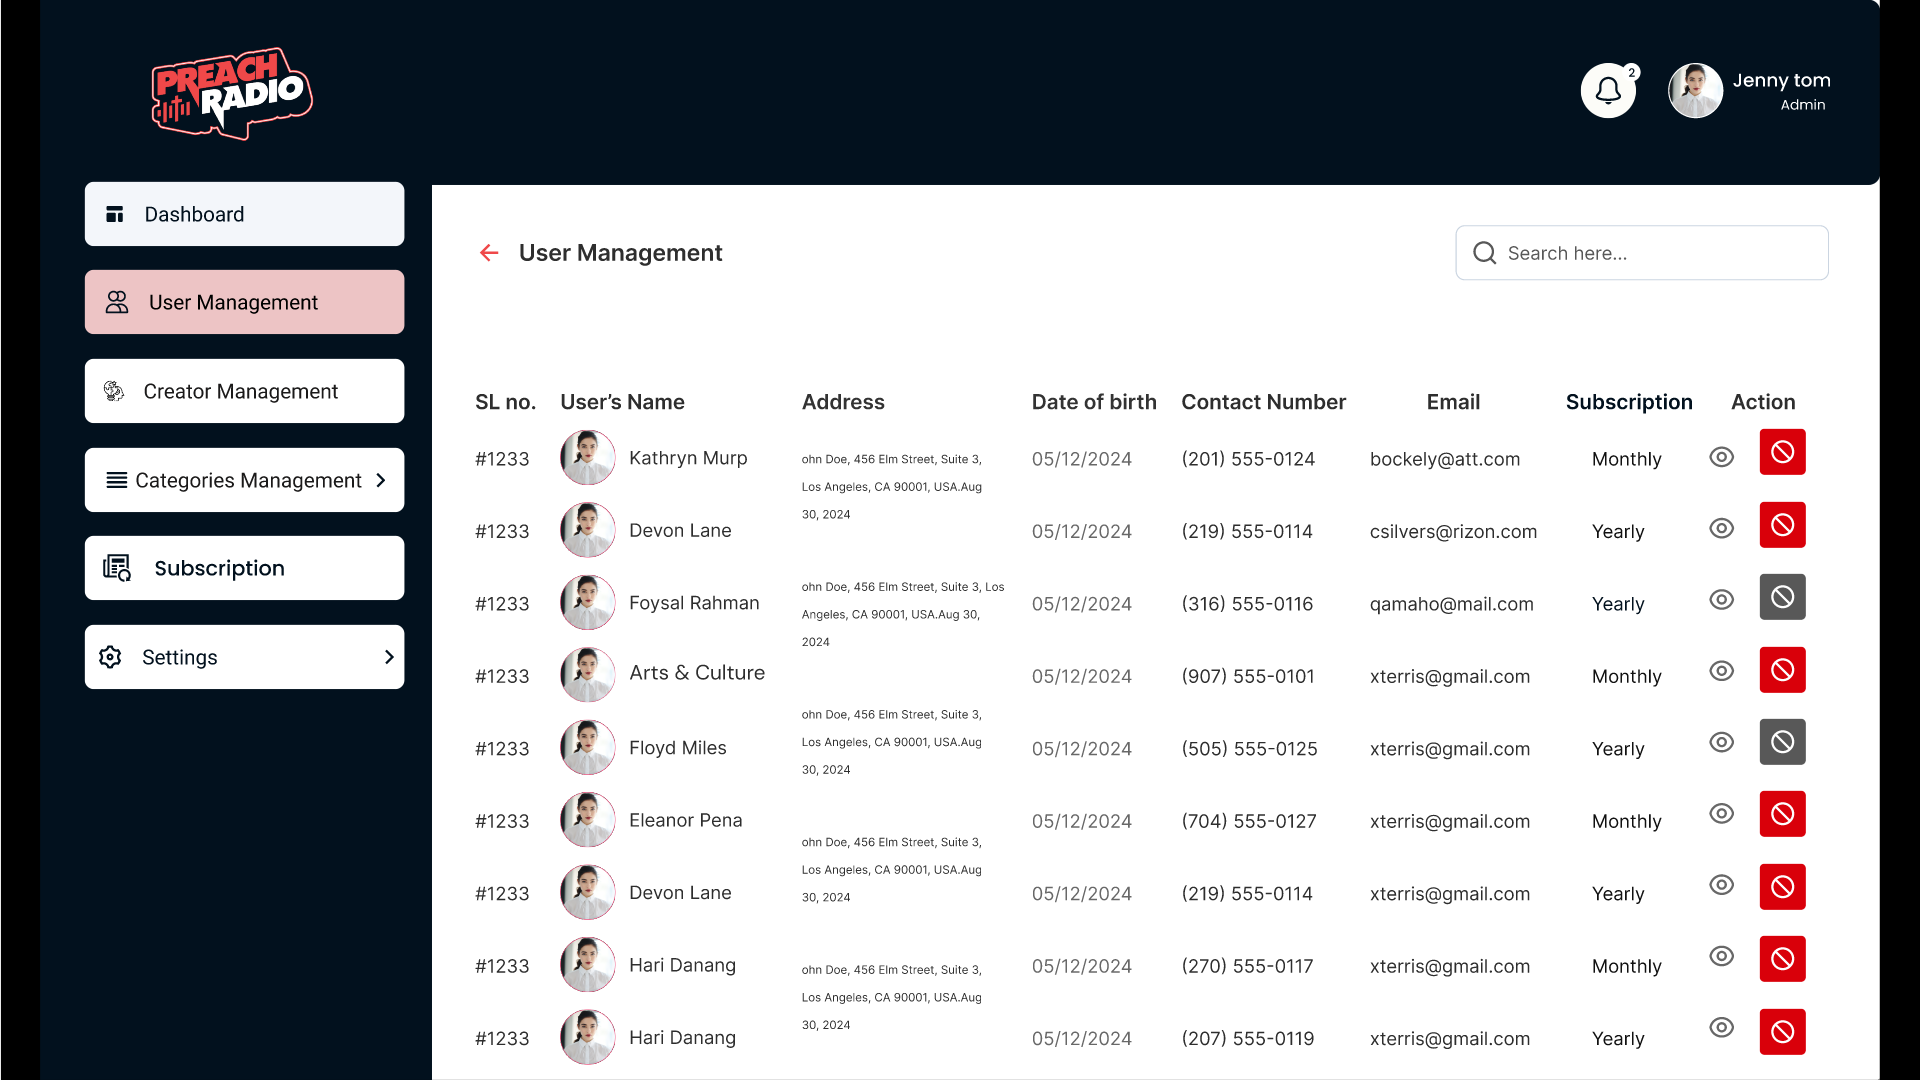 PREACH
RADIO
2
Jenny tom
Admin
Dashboard
User Management
Creator Management
Categories Management
Subscription
Settings
User Management
Search here...
SL no. User’s Name Address Date of birth Contact Number Email Subscription Action
#1233 Kathryn Murp ohn Doe, 456 Elm Street, Suite 3, 05/12/2024 (201) 555-0124 bockely@att.com Monthly
Los Angeles, CA 90001, USA.Aug
30, 2024
#1233 Devon Lane 05/12/2024 (219) 555-0114 csilvers@rizon.com Yearly
ohn Doe, 456 Elm Street, Suite 3, Los
#1233 Foysal Rahman Angeles, CA 90001, USA.Aug 30, 05/12/2024 (316) 555-0116 qamaho@mail.com Yearly
2024
#1233 Arts & Culture 05/12/2024 (907) 555-0101 xterris@gmail.com Monthly
ohn Doe, 456 Elm Street, Suite 3,
#1233 Floyd Miles Los Angeles, CA 90001, USA.Aug 05/12/2024 (505) 555-0125 xterris@gmail.com Yearly
30, 2024
#1233 Eleanor Pena 05/12/2024 (704) 555-0127 xterris@gmail.com Monthly
ohn Doe, 456 Elm Street, Suite 3,
Los Angeles, CA 90001, USA.Aug
#1233 Devon Lane 30, 2024 05/12/2024 (219) 555-0114 xterris@gmail.com Yearly
#1233 Hari Danang ohn Doe, 456 Elm Street, Suite 3, 05/12/2024 (270) 555-0117 xterris@gmail.com Monthly
Los Angeles, CA 90001, USA.Aug
30, 2024
#1233 Hari Danang 05/12/2024 (207) 555-0119 xterris@gmail.com Yearly